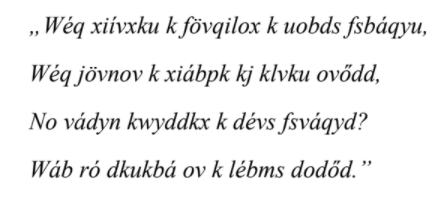 „Wéq xiívxku k fövqilox k uobds fsbáqyu,
Wéq jövnov k xiábpk kj klvku ovődd,
No vádyn kwyddkx k dévs fsváqyd?
Wáb ró dkukbá ov k lébms dodőd.”